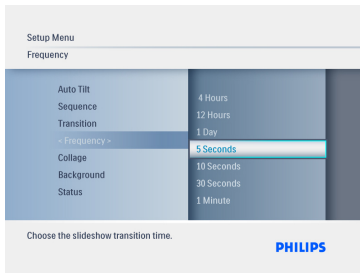 Setup Menu
Frequency
Auto Tilt
Sequence
Transition
« Frequency »
Collage
Background
Status
4 Hours
12 Hours
1 Day
5 Seconds
10 Seconds
30 Seconds
1 Minute
Choose the slideshow transition time.
PHILIPS